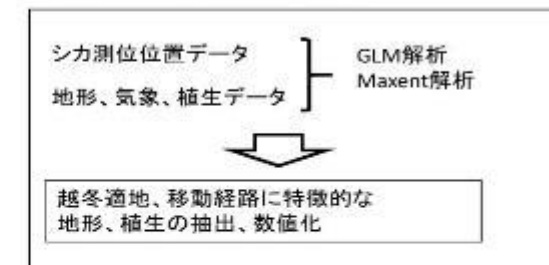 シカ測位位置データ
地形、気象、植生データ
GLM解析
Maxent解析
越冬適地、移動経路に特徴的な
地形、植生の抽出、数値化